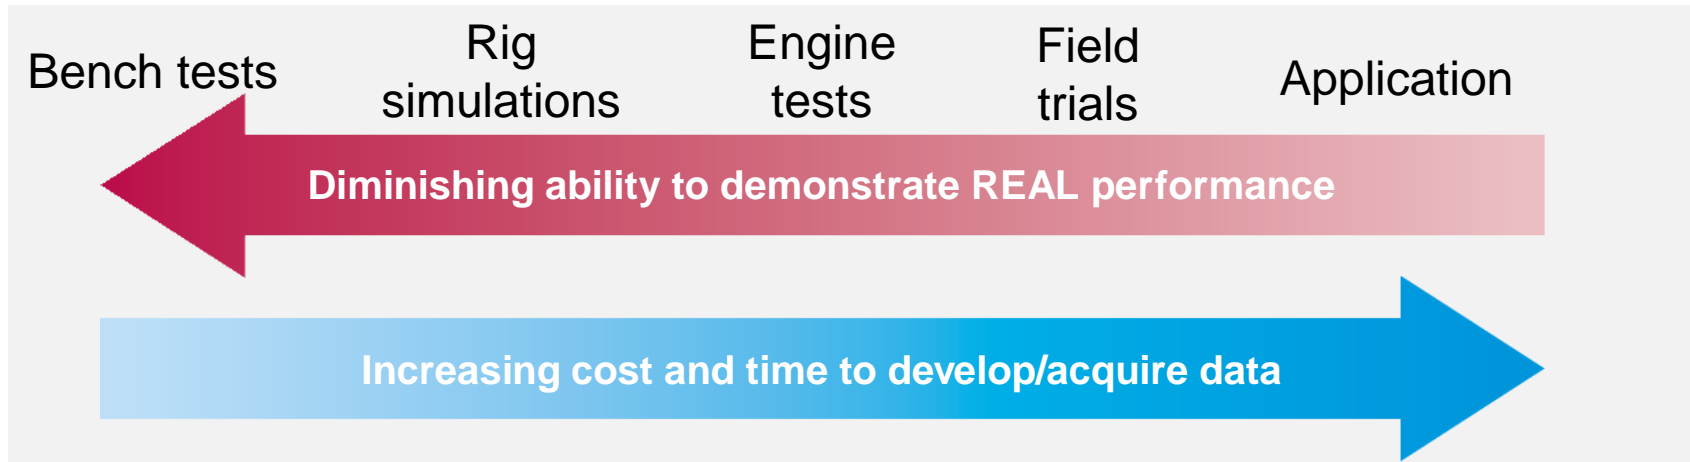 Bench tests
Rig
simulations
Engine
tests
Field
trials
Application
Diminishing ability to demonstrate REAL performance
Increasing cost and time to develop/acquire data